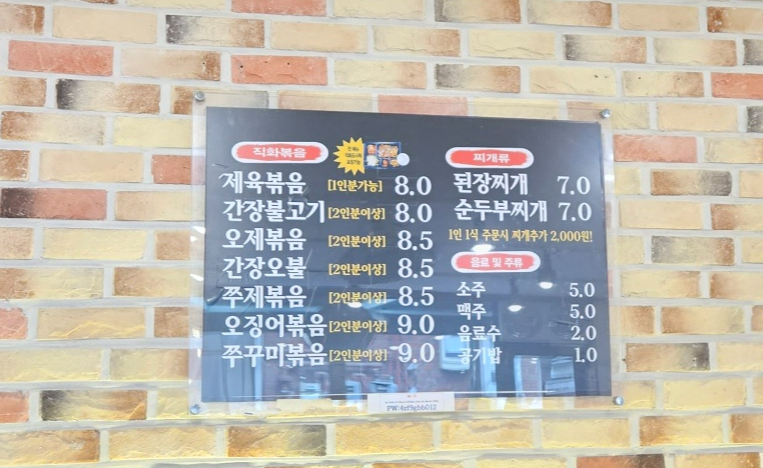 직화볶음
제육볶음 [1인분가능] 8.0
간장불고기 [2인분이상] 8.0
오제볶음 [2인분이상] 8.5
간장오불 [2인분이상] 8.5
쭈제볶음 [2인분이상] 8.5
오징어볶음 [2인분이상] 9.0
쭈꾸미볶음 [2인분이상] 9.0
찌개류
된장찌개 7.0
순두부찌개 7.0
1인 1식 주문시 찌개추가 2,000원!
음료 및 주류
소주 5.0
맥주 5.0
음료수 2.0
공기밥 1.0